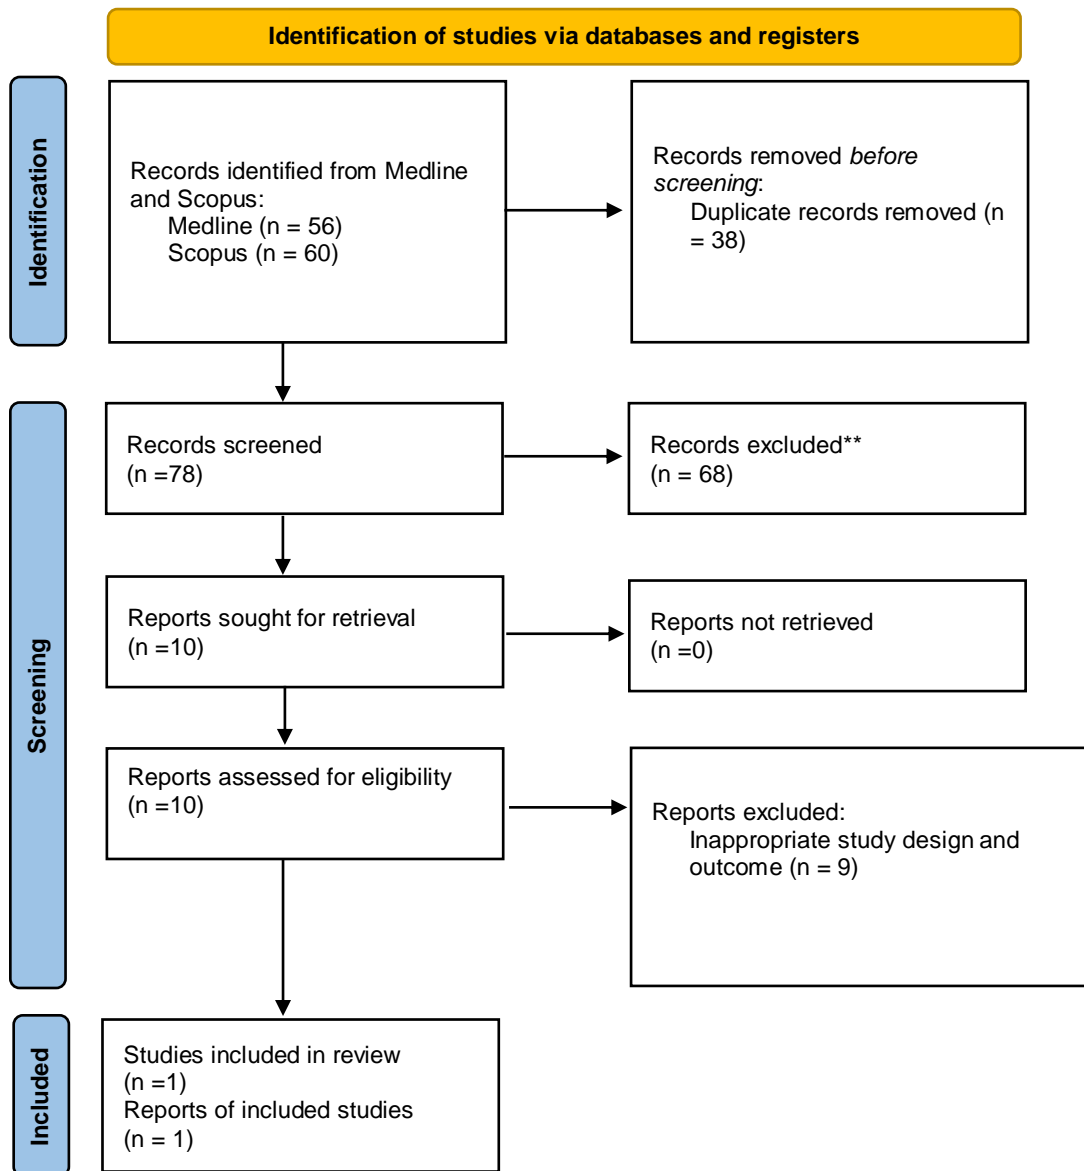 Identification of studies via databases and registers
Identification
Records identified from Medline
and Scopus:
Medline (n = 56)
Scopus (n = 60)
Records removed before
screening:
Duplicate records removed (n
= 38)
Screening
Records screened
(n =78)
Records excluded**
(n = 68)
Reports sought for retrieval
(n =10)
Reports not retrieved
(n =0)
Reports assessed for eligibility
(n =10)
Reports excluded:
Inappropriate study design and
outcome (n = 9)
Included
Studies included in review
(n =1)
Reports of included studies
(n = 1)